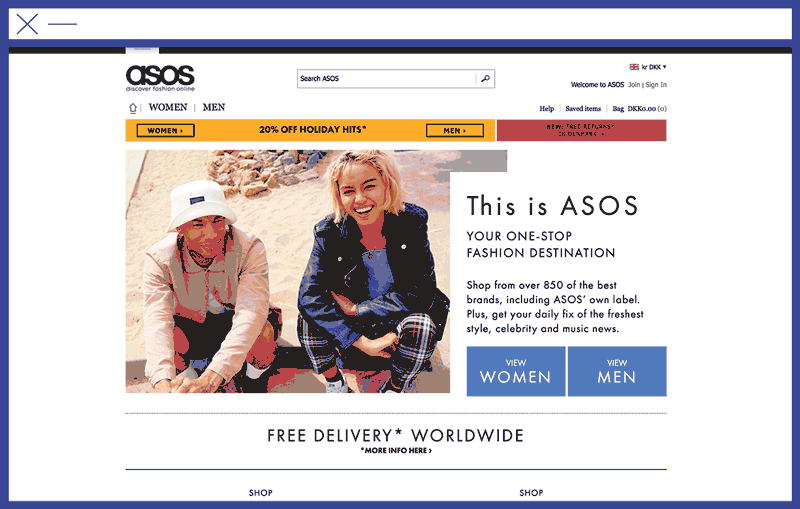 asos
discover fashion online
Search ASOS
kr DKK
Welcome to ASOS Join | Sign In
WOMEN | MEN
Help | Saved items | Bag DKK0.00 (0)
WOMEN ›
20% OFF HOLIDAY HITS*
MEN ›
NEW: FREE RETURNS*
IN DENMARK ›
This is ASOS
YOUR ONE-STOP
FASHION DESTINATION
Shop from over 850 of the best
brands, including ASOS' own label.
Plus, get your daily fix of the freshest
style, celebrity and music news.
VIEW
WOMEN
VIEW
MEN
FREE DELIVERY* WORLDWIDE
*MORE INFO HERE ›
SHOP
SHOP